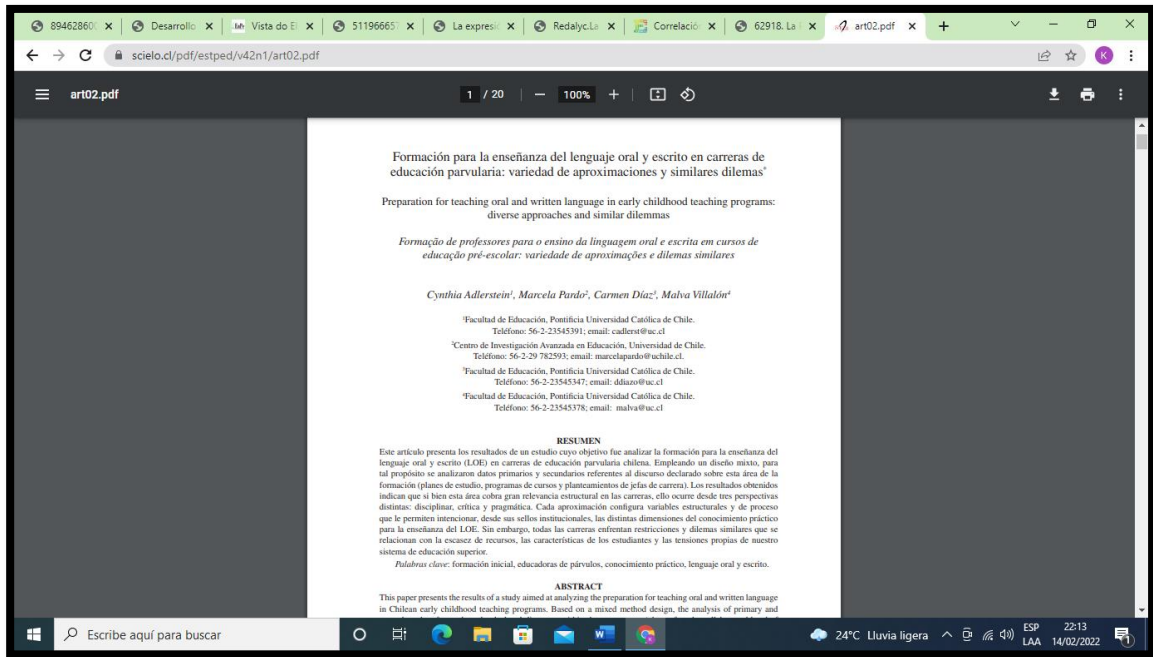 894628600
Desarrollo
Vista do El
511966657
La expresió
Redalyc.La
Correlación
62918. La
art02.pdf
scielo.cl/pdf/estped/v42n1/art02.pdf
K
art02.pdf
1 / 20
100%
Formación para la enseñanza del lenguaje oral y escrito en carreras de
educación parvularia: variedad de aproximaciones y similares dilemas*
Preparation for teaching oral and written language in early childhood teaching programs:
diverse approaches and similar dilemmas
Formação de professores para o ensino da linguagem oral e escrita em cursos de
educação pré-escolar: variedade de aproximações e dilemas similares
Cynthia Adlerstein¹, Marcela Pardo², Carmen Díaz³, Malva Villalón⁴
¹Facultad de Educación, Pontificia Universidad Católica de Chile.
Teléfono: 56-2-23545391; email: cadlerst@uc.cl
²Centro de Investigación Avanzada en Educación, Universidad de Chile.
Teléfono: 56-2-29 782593; email: marcelapardo@uchile.cl.
³Facultad de Educación, Pontificia Universidad Católica de Chile.
Teléfono: 56-2-23545347; email: ddiazo@uc.cl
⁴Facultad de Educación, Pontificia Universidad Católica de Chile.
Teléfono: 56-2-23545378; email: malva@uc.cl
RESUMEN
Este artículo presenta los resultados de un estudio cuyo objetivo fue analizar la formación para la enseñanza del
lenguaje oral y escrito (LOE) en carreras de educación parvularia chilena. Empleando un diseño mixto, para
tal propósito se analizaron datos primarios y secundarios referentes al discurso declarado sobre esta área de la
formación (planes de estudio, programas de cursos y planteamientos de jefas de carrera). Los resultados obtenidos
indican que si bien esta área cobra gran relevancia estructural en las carreras, ello ocurre desde tres perspectivas
distintas: disciplinar, crítica y pragmática. Cada aproximación configura variables estructurales y de proceso
que le permiten intencionar, desde sus sellos institucionales, las distintas dimensiones del conocimiento práctico
para la enseñanza del LOE. Sin embargo, todas las carreras enfrentan restricciones y dilemas similares que se
relacionan con la escasez de recursos, las características de los estudiantes y las tensiones propias de nuestro
sistema de educación superior.
Palabras clave: formación inicial, educadoras de párvulos, conocimiento práctico, lenguaje oral y escrito.
ABSTRACT
This paper presents the results of a study aimed at analyzing the preparation for teaching oral and written language
in Chilean early childhood teaching programs. Based on a mixed method design, the analysis of primary and
Escribe aquí para buscar
24°C Lluvia ligera
ESP
LAA
22:13
14/02/2022
1